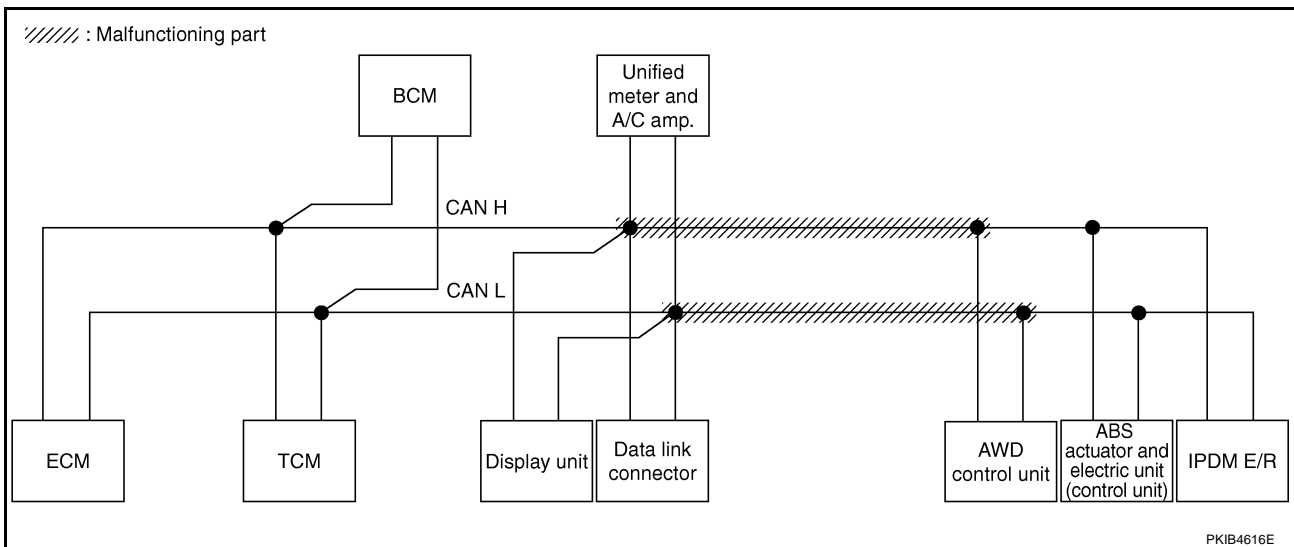 : Malfunctioning part
BCM
Unified
meter and
A/C amp.
CAN H
CAN L
ECM
TCM
Display unit
Data link
connector
AWD
control unit
ABS
actuator and
electric unit
(control unit)
IPDM E/R
PKIB4616E